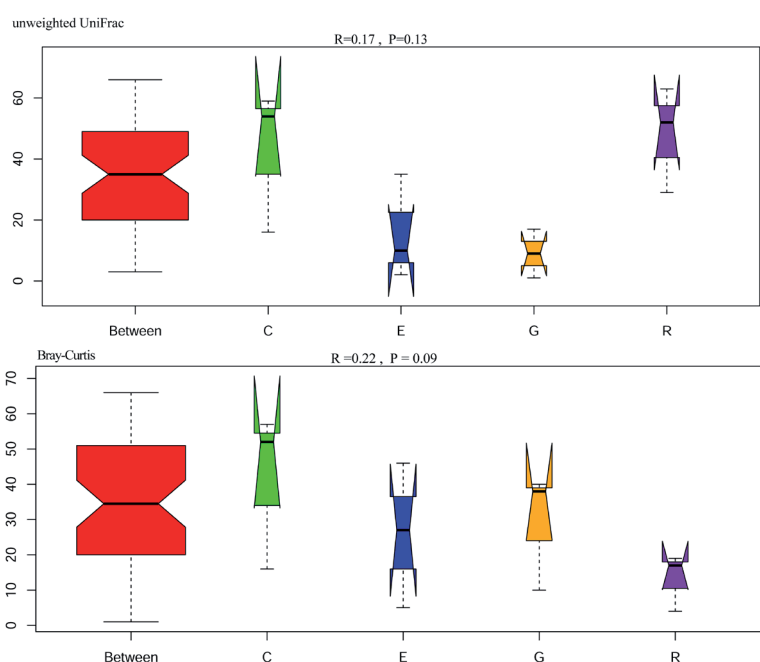 unweighted UniFrac
R=0.17 , P=0.13
60
40
20
0
Between C E G R
Bray-Curtis
R =0.22 , P = 0.09
70
60
50
40
30
20
10
0
Between C E G R